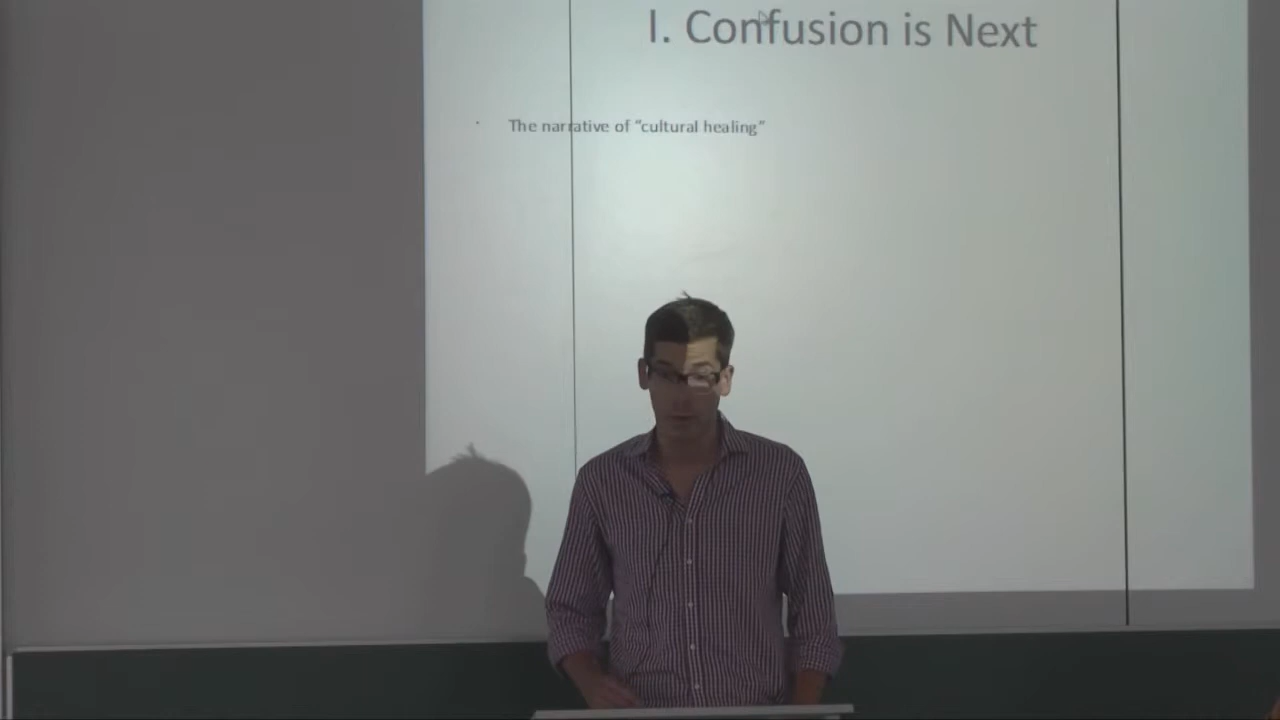 I. Confusion is Next
· The narrative of “cultural healing”